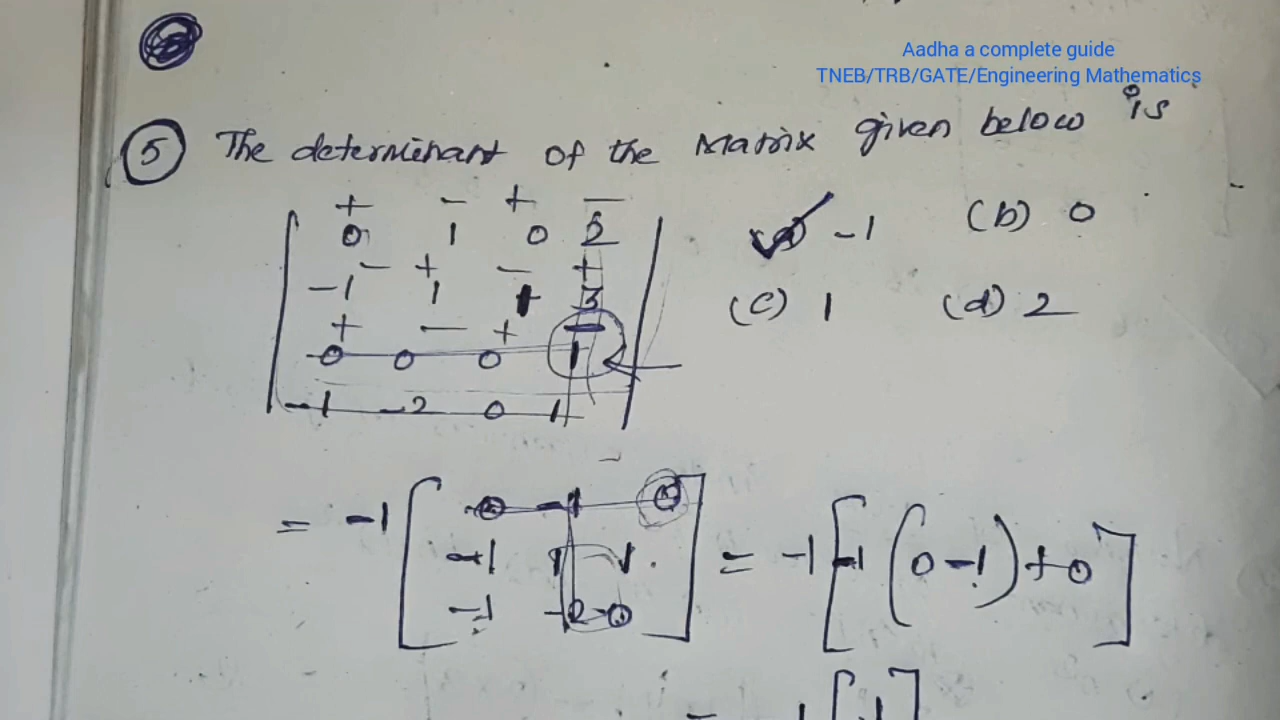 Aadha a complete guide
TNEB/TRB/GATE/Engineering Mathematics
5 The determinant of the Matrix given below is
+ - + -
0 1 0 2 -1 (b) 0
- + - +
-1 1 1 3 (c) 1 (d) 2
+ - + -
0 0 0 1
-1 -2 0 1
= -1 [ 0 -1 0
-1 1 1 = -1 [ -1 (0-1) + 0 ]
-1 -2 0 ]
= -1 [1]